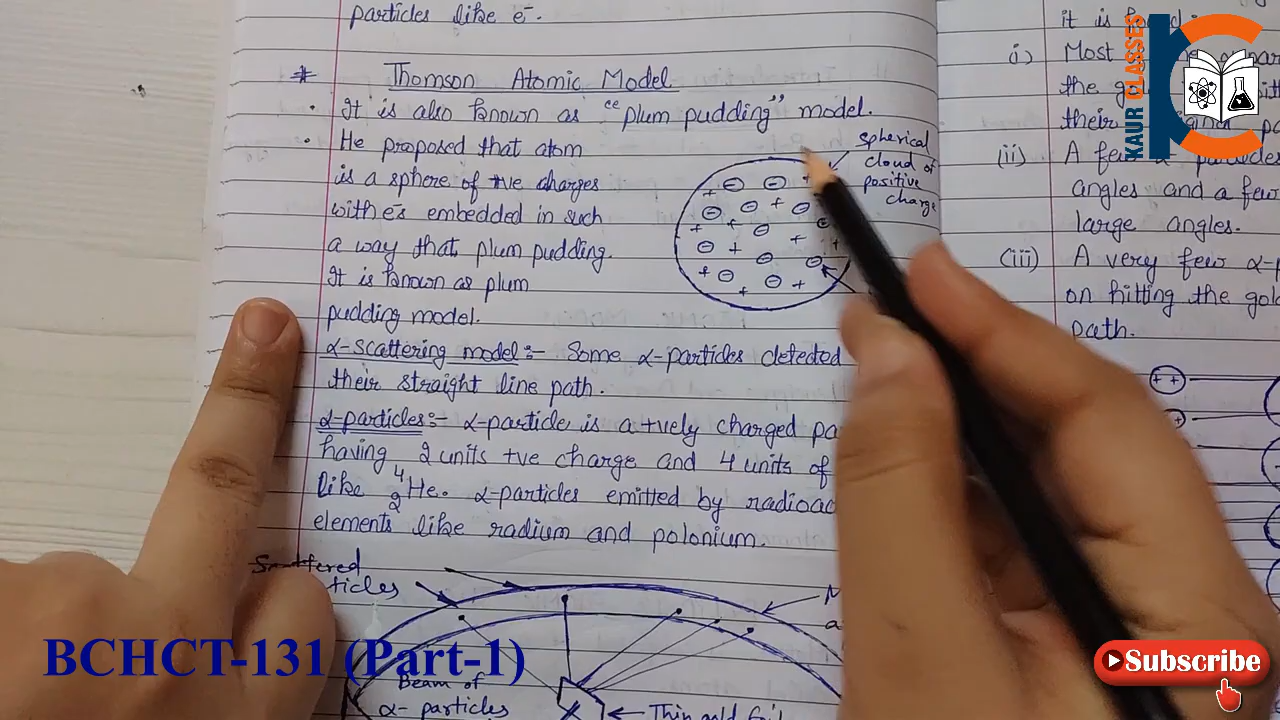 particles like e⁻.
* Thomson Atomic Model
· It is also known as "plum pudding" model.
· He proposed that atom
is a sphere of +ve charges
with e⁻s embedded in such
a way that plum pudding.
It is known as plum
pudding model.
spherical
cloud of
positive
charge
α-scattering model :- Some α-particles detected
their straight line path.
α-particles :- α-particle is a +vely charged pa
having 2 units +ve charge and 4 units of
like ⁴₂He. α-particles emitted by radioac
elements like radium and polonium.
ticles
Beam of
α- particles
Thin gold foil
it is found
i) Most
the go
their
(ii) A few α
angles and a few
large angles.
(iii) A very few α-p
on hitting the gol
path.
KAUR CLASSES
BCHCT-131 (Part-1)
Subscribe